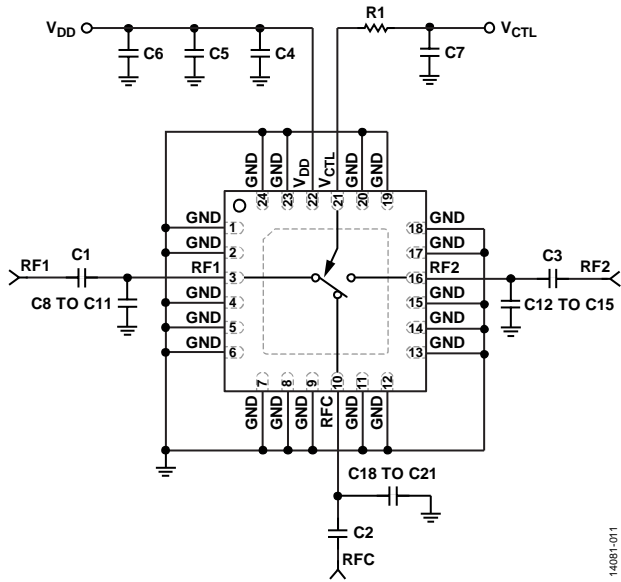 VDD
C6
C5
C4
R1
C7
VCTL
GND
GND
VDD
VCTL
GND
GND
24
23
22
21
20
19
GND
1
GND
18
GND
2
17
GND
RF1
C1
RF1
3
16
RF2
C3
RF2
C8 TO C11
GND
4
15
GND
C12 TO C15
GND
5
14
GND
GND
6
13
GND
7
8
9
10
11
12
GND
GND
GND
RFC
GND
GND
C18 TO C21
C2
RFC
14081-011